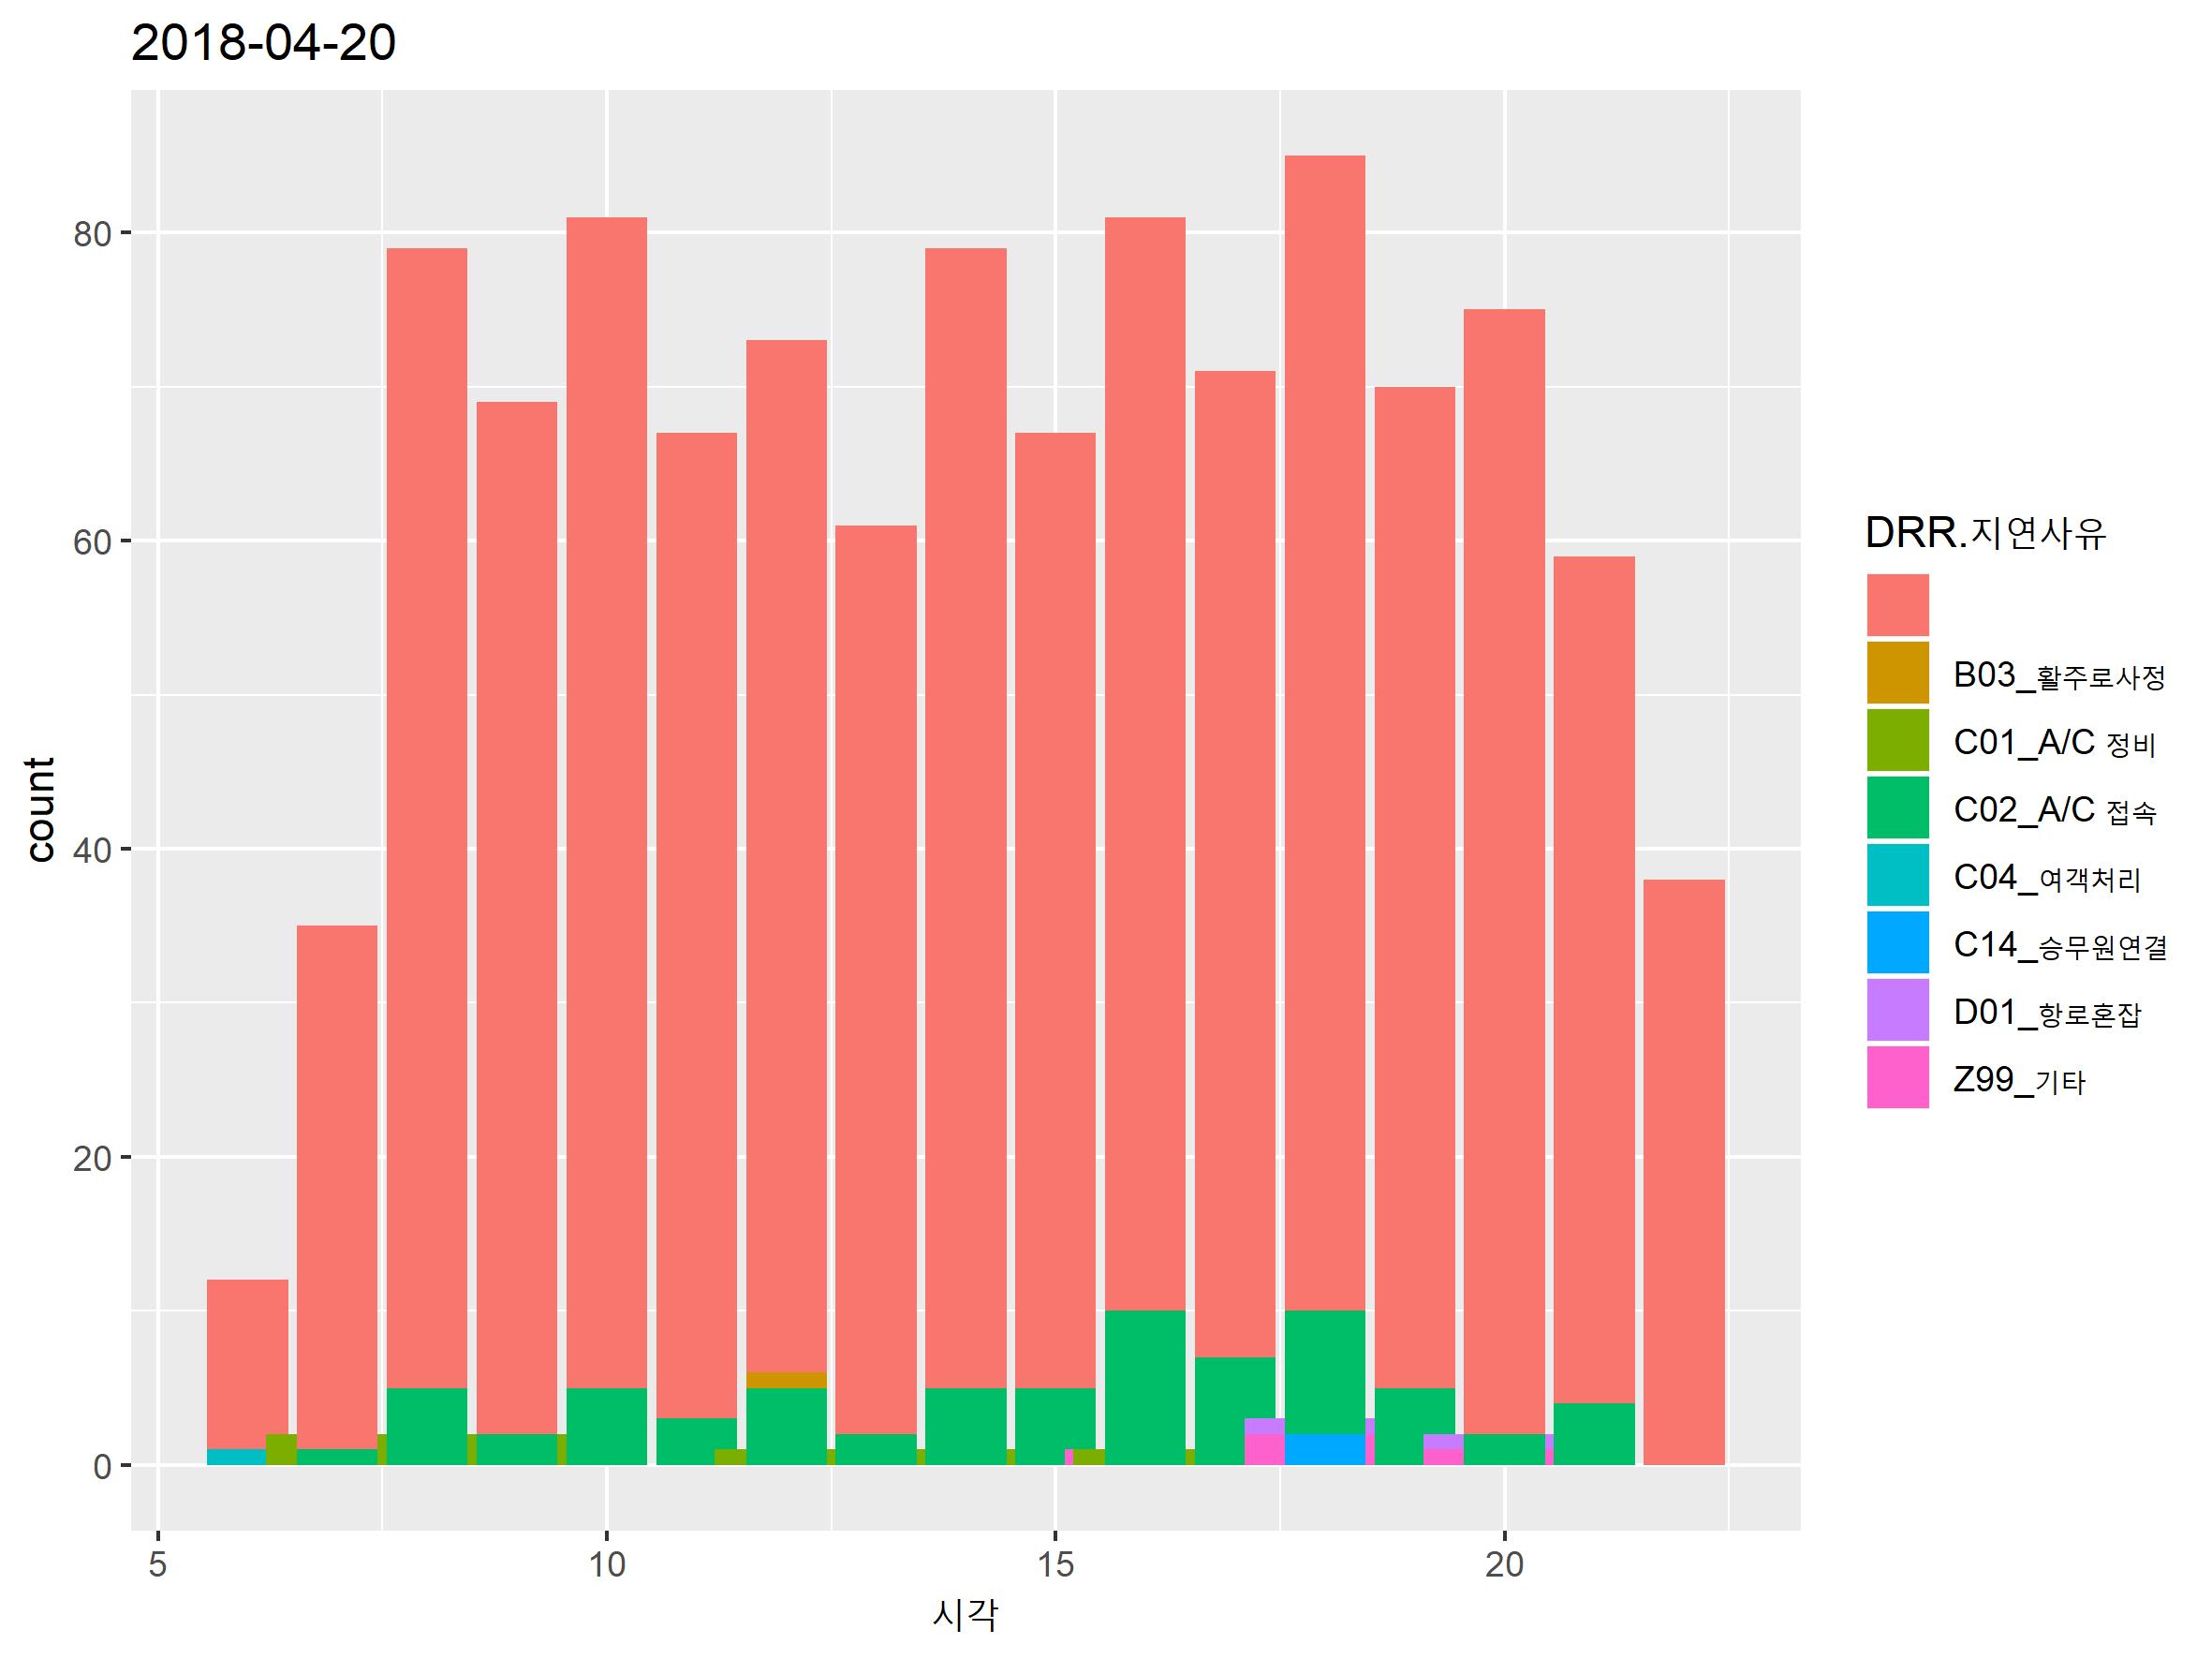 2018-04-20
count
80
60
40
20
0
5 10 15 20
시각
DRR.지연사유
B03_활주로사정
C01_A/C 정비
C02_A/C 접속
C04_여객처리
C14_승무원연결
D01_항로혼잡
Z99_기타